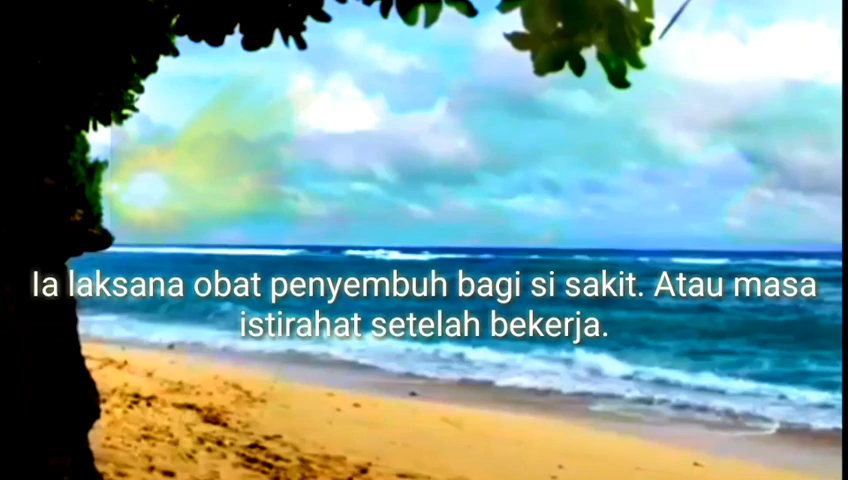 Ia laksana obat penyembuh bagi si sakit. Atau masa
istirahat setelah bekerja.